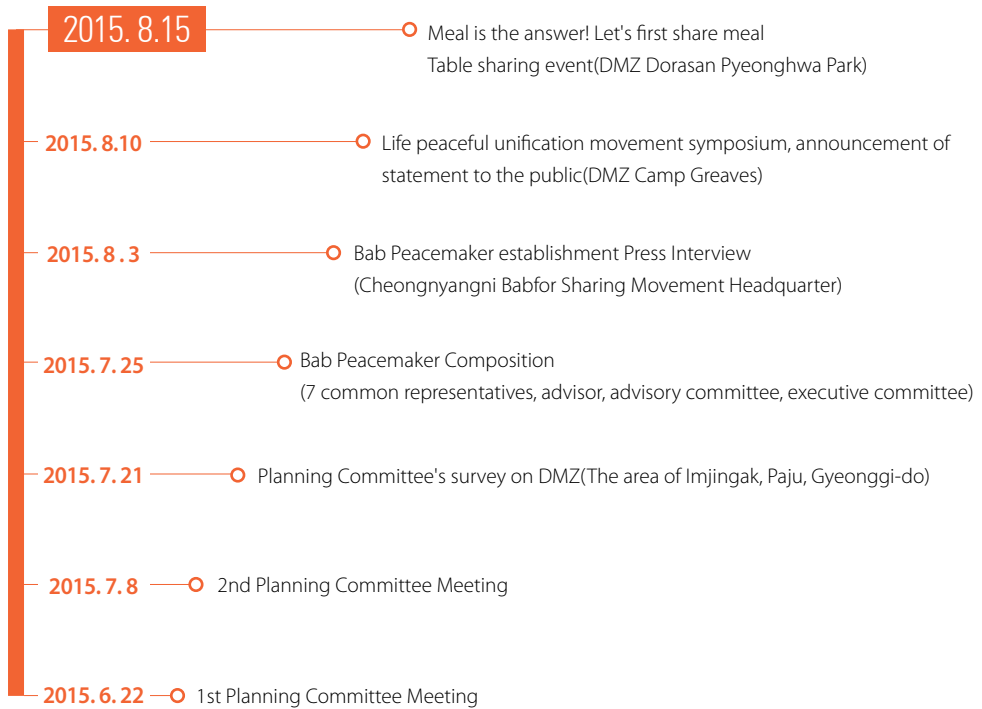 2015. 8.15
Meal is the answer! Let's first share meal
Table sharing event(DMZ Dorasan Pyeonghwa Park)
2015. 8.10
Life peaceful unification movement symposium, announcement of
statement to the public(DMZ Camp Greaves)
2015. 8 . 3
Bab Peacemaker establishment Press Interview
(Cheongnyangni Babfor Sharing Movement Headquarter)
2015. 7. 25
Bab Peacemaker Composition
(7 common representatives, advisor, advisory committee, executive committee)
2015. 7. 21
Planning Committee's survey on DMZ(The area of Imjingak, Paju, Gyeonggi-do)
2015. 7. 8
2nd Planning Committee Meeting
2015. 6. 22
1st Planning Committee Meeting